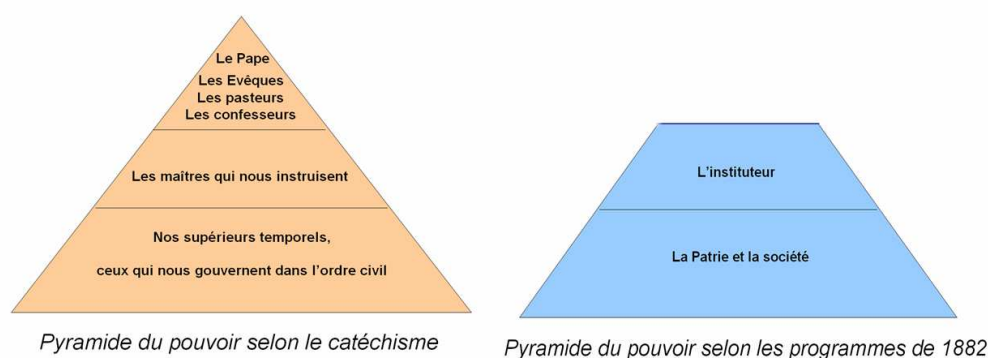 Le Pape
Les Evêques
Les pasteurs
Les confesseurs
Les maîtres qui nous instruisent
Nos supérieurs temporels,
ceux qui nous gouvernent dans l'ordre civil
Pyramide du pouvoir selon le catéchisme
L'instituteur
La Patrie et la société
Pyramide du pouvoir selon les programmes de 1882